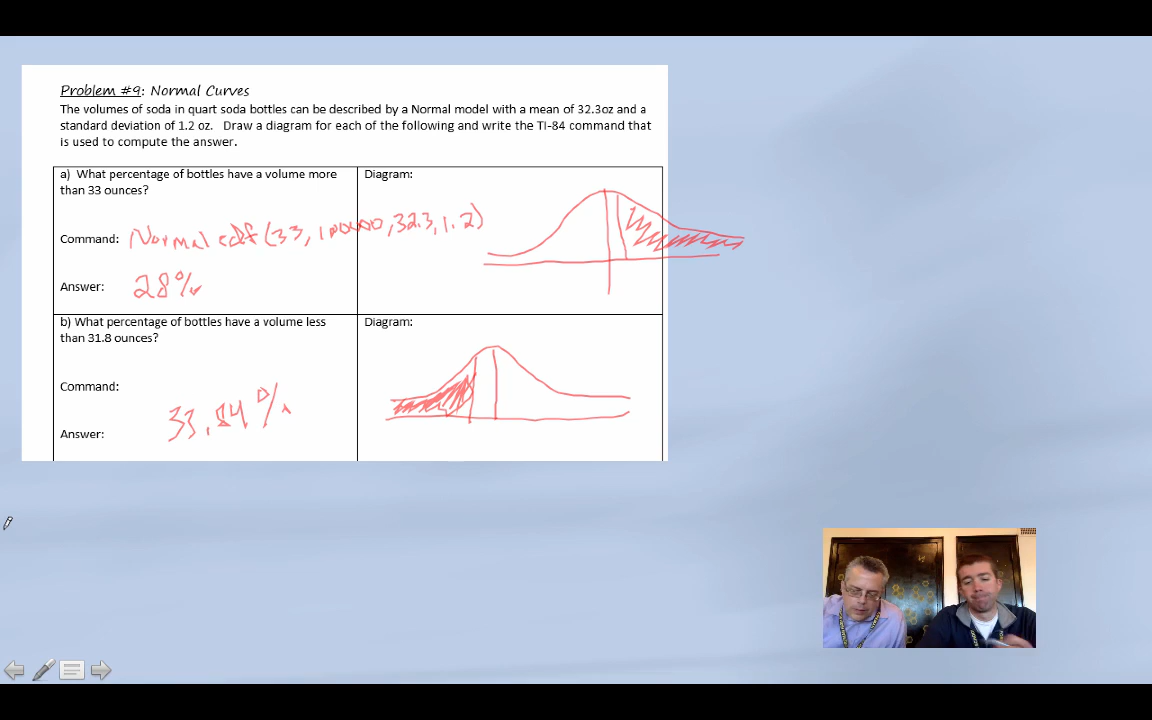 Problem #9: Normal Curves
The volumes of soda in quart soda bottles can be described by a Normal model with a mean of 32.3oz and a
standard deviation of 1.2 oz. Draw a diagram for each of the following and write the Ti-84 command that
is used to compute the answer.
a) What percentage of bottles have a volume more
than 33 ounces?
Diagram:
Command: Normal cdf (33, 100000, 32.3, 1.2)
Answer: 28%
b) What percentage of bottles have a volume less
than 31.8 ounces?
Diagram:
Command:
33.84%
Answer: